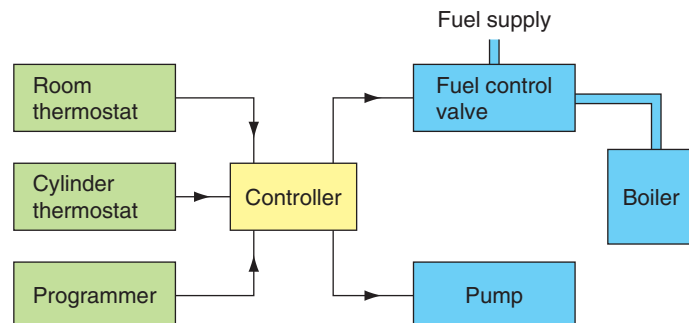 Fuel supply
Room
thermostat
Fuel control
valve
Cylinder
thermostat
Controller
Boiler
Programmer
Pump